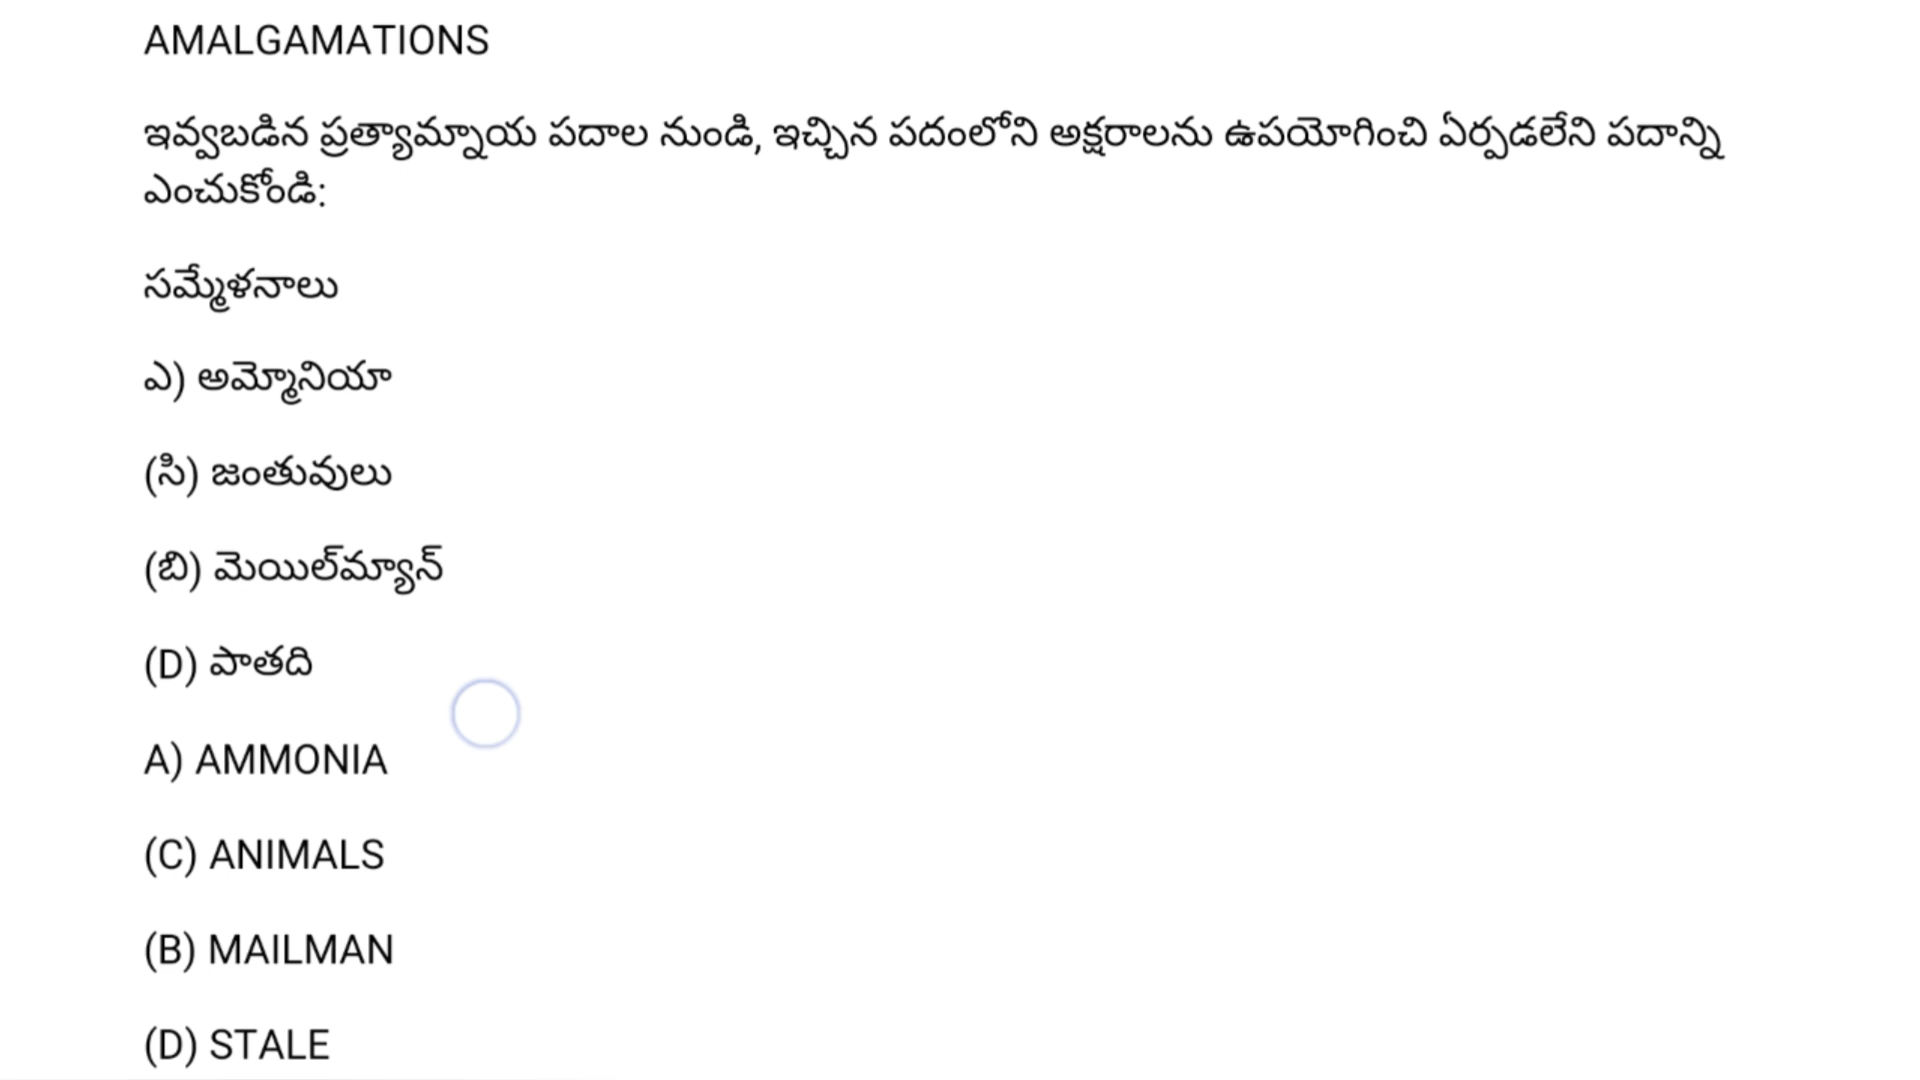 AMALGAMATIONS
ఇవ్వబడిన ప్రత్యామ్నాయ పదాల నుండి, ఇచ్చిన పదంలోని అక్షరాలను ఉపయోగించి ఏర్పడలేని పదాన్ని
ఎంచుకోండి:
సమ్మేళనాలు
ఎ) అమ్మోనియా
(సి) జంతువులు
(బి) మెయిల్‌మ్యాన్
(D) పాతది
A) AMMONIA
(C) ANIMALS
(B) MAILMAN
(D) STALE